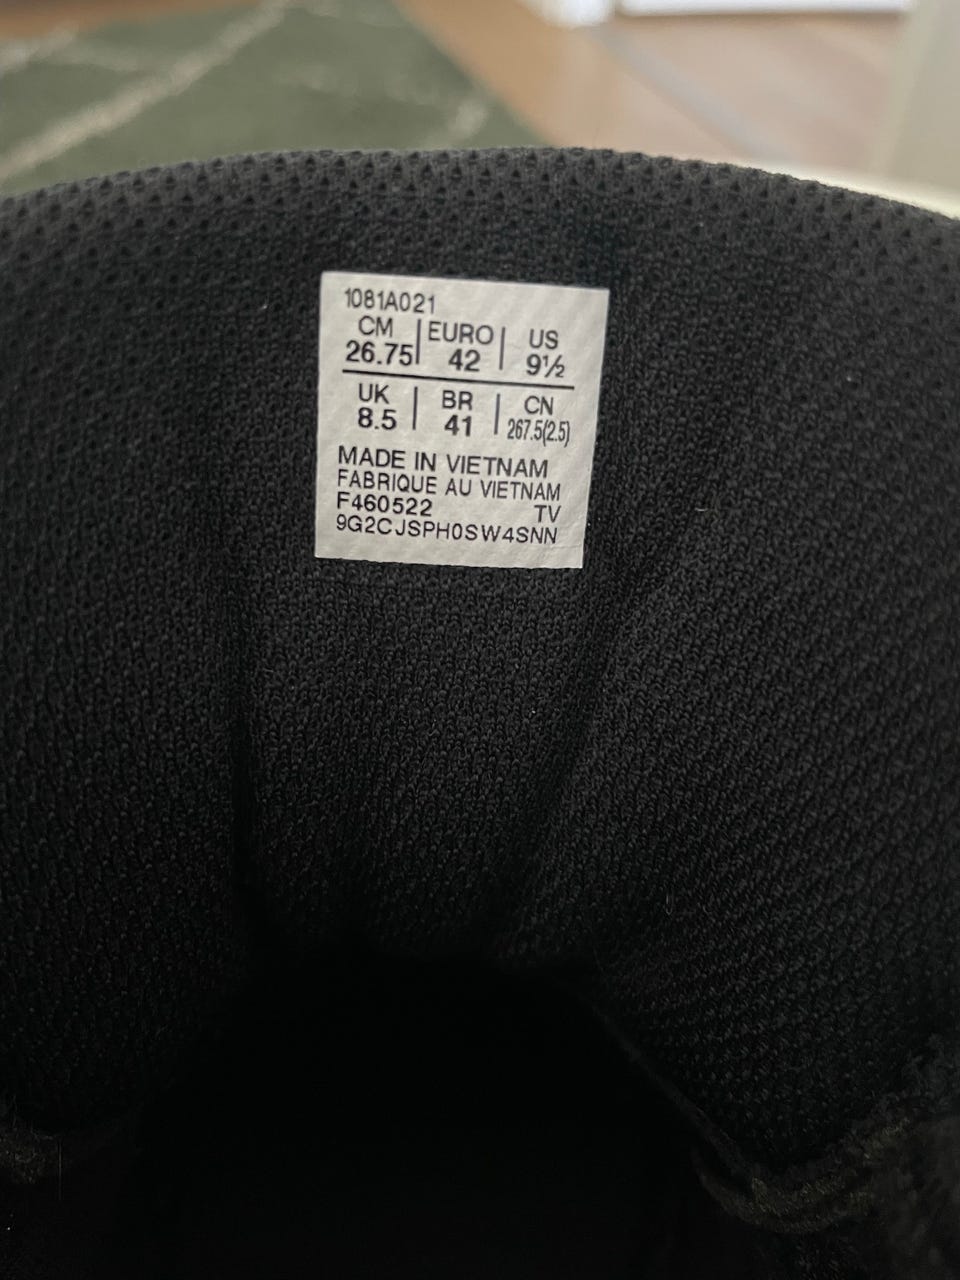 1081A021
CM | EURO | US
26.75 | 42 | 9½
UK | BR | CN
8.5 | 41 | 267.5(2.5)
MADE IN VIETNAM
FABRIQUE AU VIETNAM
F460522 TV
9G2CJSPH0SW4SNN